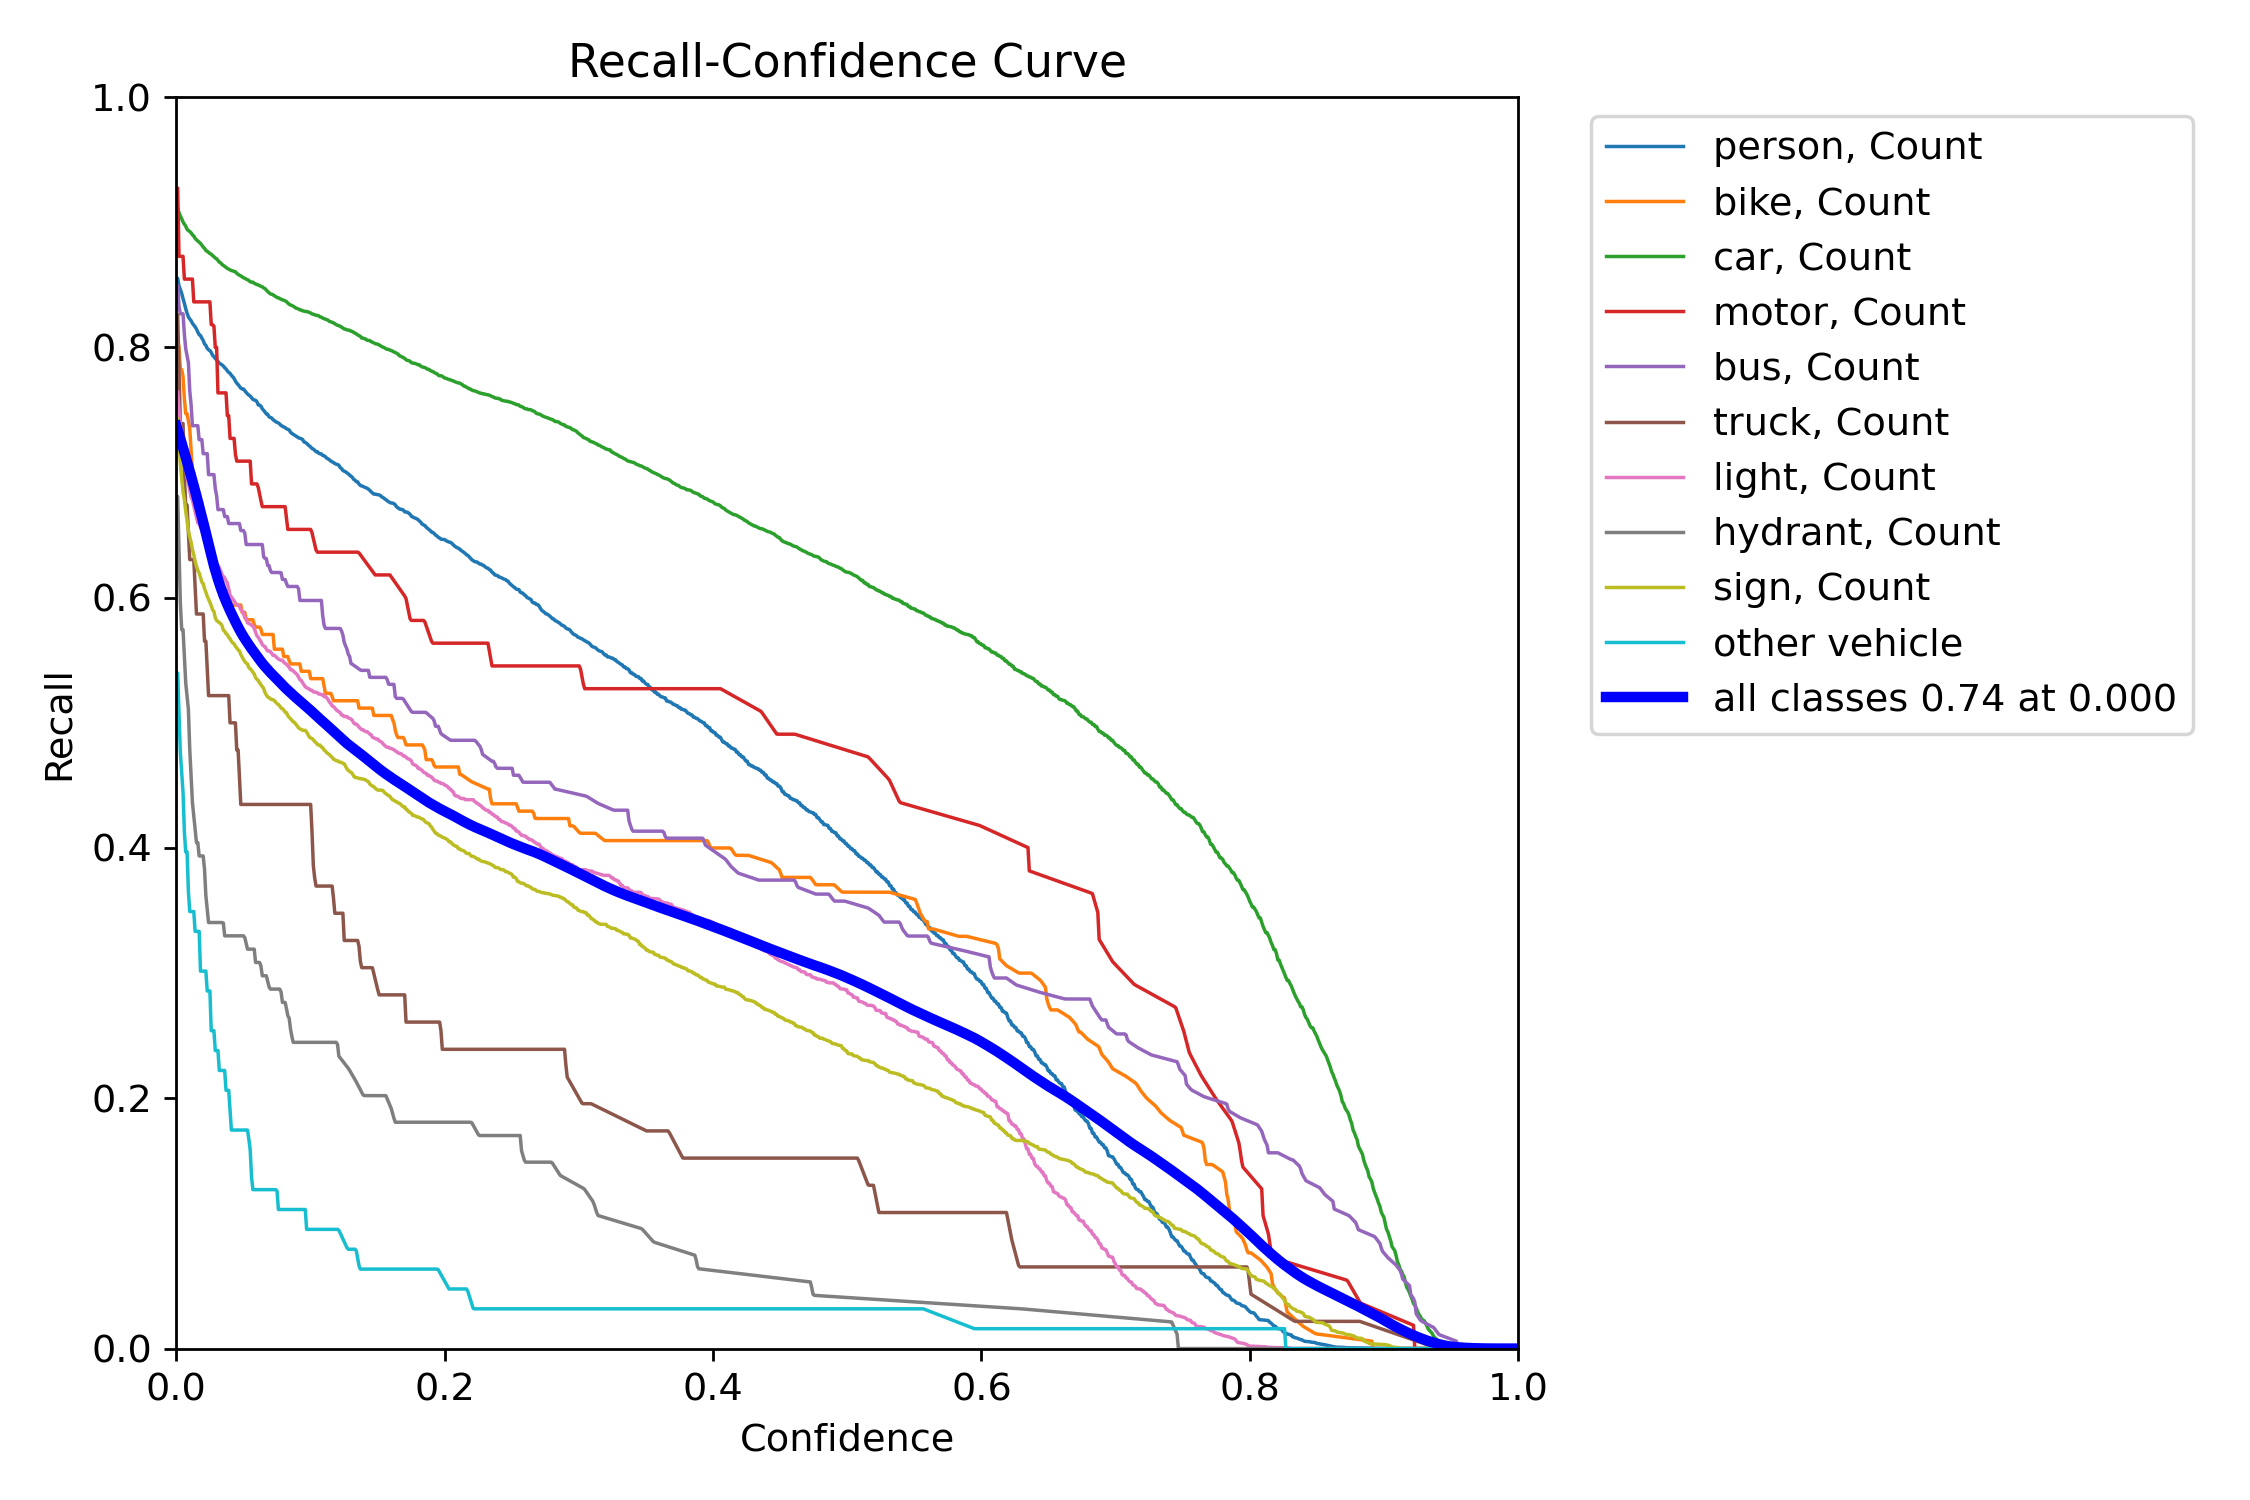 Recall-Confidence Curve
1.0
0.8
0.6
0.4
0.2
0.0
Recall
0.0 0.2 0.4 0.6 0.8 1.0
Confidence
person, Count
bike, Count
car, Count
motor, Count
bus, Count
truck, Count
light, Count
hydrant, Count
sign, Count
other vehicle
all classes 0.74 at 0.000